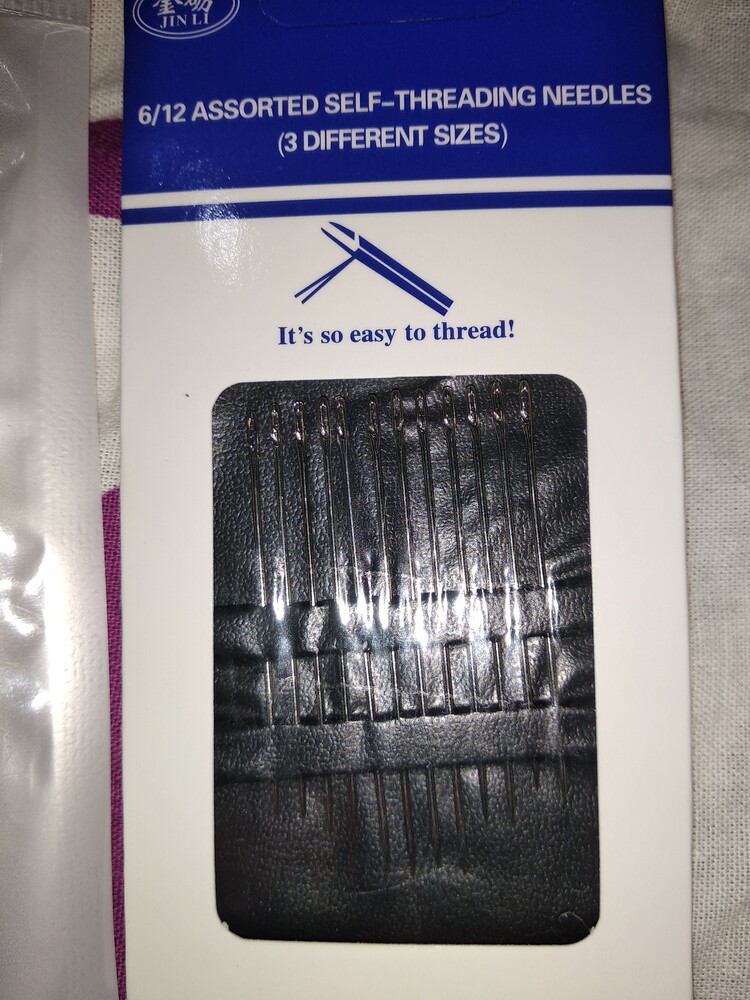 JIN LI
6/12 ASSORTED SELF-THREADING NEEDLES
(3 DIFFERENT SIZES)
It's so easy to thread!